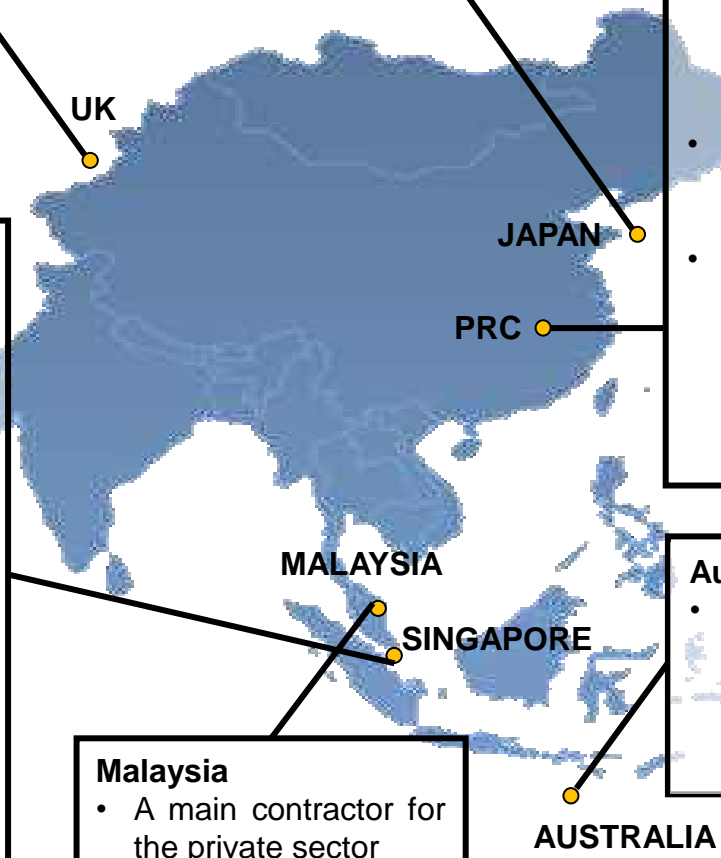 UK
JAPAN
PRC
MALAYSIA
SINGAPORE
Malaysia
• A main contractor for
the private sector
AUSTRALIA